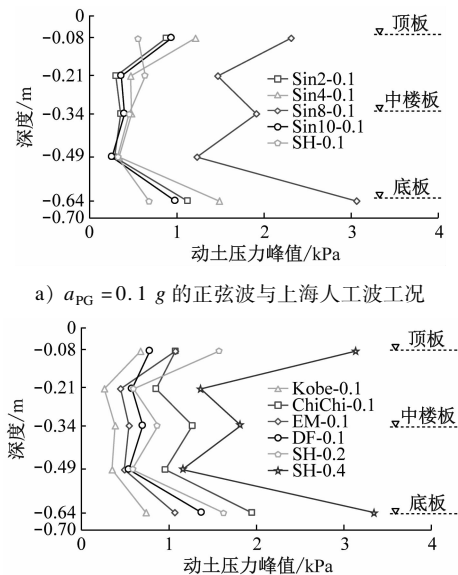 0
-0.08
-0.21
-0.34
-0.49
-0.64
-0.70
深度/m
顶板
中楼板
底板
Sin2-0.1
Sin4-0.1
Sin8-0.1
Sin10-0.1
SH-0.1
0 1 2 3 4
动土压力峰值/kPa
a) aPG =0.1 g 的正弦波与上海人工波工况
0
-0.08
-0.21
-0.34
-0.49
-0.64
-0.70
深度/m
顶板
中楼板
底板
Kobe-0.1
ChiChi-0.1
EM-0.1
DF-0.1
SH-0.2
SH-0.4
0 1 2 3 4
动土压力峰值/kPa